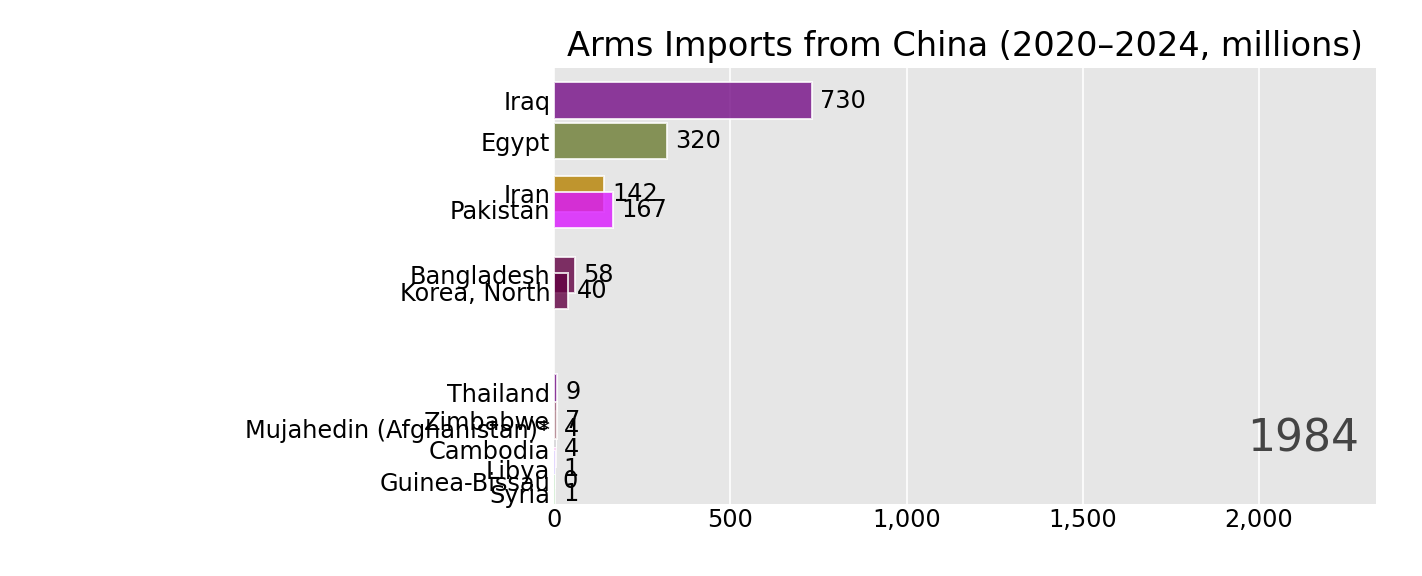 Arms Imports from China (2020–2024, millions)
Iraq 730
Egypt 320
Iran 142
Pakistan 167
Bangladesh 58
Korea, North 40
Thailand 9
Zimbabwe 7
Mujahedin (Afghanistan)* 4
Cambodia 4
Libya 1
Guinea-Bissau 0
Syria 1
1984
0 500 1,000 1,500 2,000